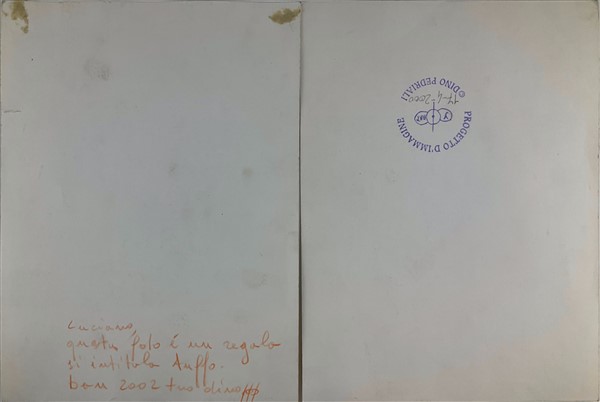 Luciano,
questa foto è un regalo
si intitola Tuffo.
bon 2002 tuo dino
PROGETTO D'IMMAGINE
© DINO PEDRIALI
17-4-2000